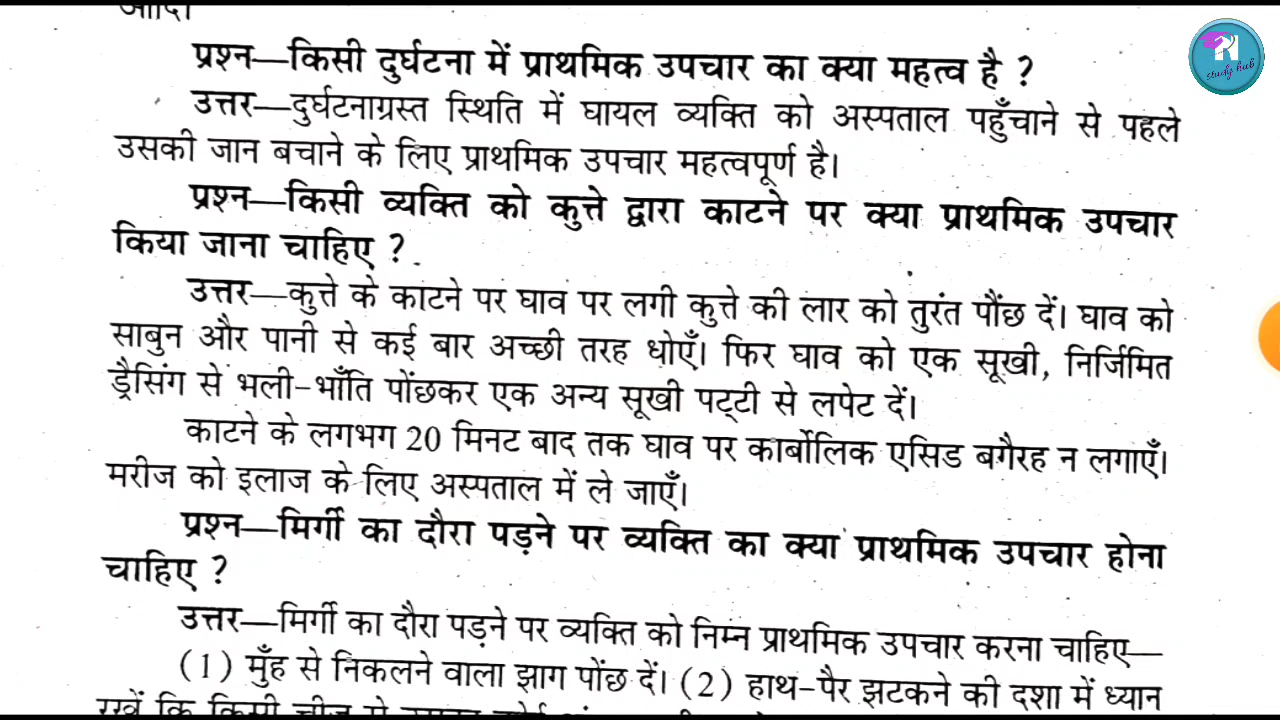 आदि।
प्रश्न—किसी दुर्घटना में प्राथमिक उपचार का क्या महत्व है ?
उत्तर—दुर्घटनाग्रस्त स्थिति में घायल व्यक्ति को अस्पताल पहुँचाने से पहले
उसकी जान बचाने के लिए प्राथमिक उपचार महत्वपूर्ण है।
प्रश्न—किसी व्यक्ति को कुत्ते द्वारा काटने पर क्या प्राथमिक उपचार
किया जाना चाहिए ?
उत्तर—कुत्ते के काटने पर घाव पर लगी कुत्ते की लार को तुरंत पौंछ दें। घाव को
साबुन और पानी से कई बार अच्छी तरह धोएँ। फिर घाव को एक सूखी, निर्जिमित
ड्रैसिंग से भली-भाँति पोंछकर एक अन्य सूखी पट्टी से लपेट दें।
काटने के लगभग 20 मिनट बाद तक घाव पर कार्बोलिक एसिड बगैरह न लगाएँ।
मरीज को इलाज के लिए अस्पताल में ले जाएँ।
प्रश्न—मिर्गी का दौरा पड़ने पर व्यक्ति का क्या प्राथमिक उपचार होना
चाहिए ?
उत्तर—मिर्गी का दौरा पड़ने पर व्यक्ति को निम्न प्राथमिक उपचार करना चाहिए—
(1) मुँह से निकलने वाला झाग पोंछ दें। (2) हाथ-पैर झटकने की दशा में ध्यान
रखें कि किसी चीज से
study hub